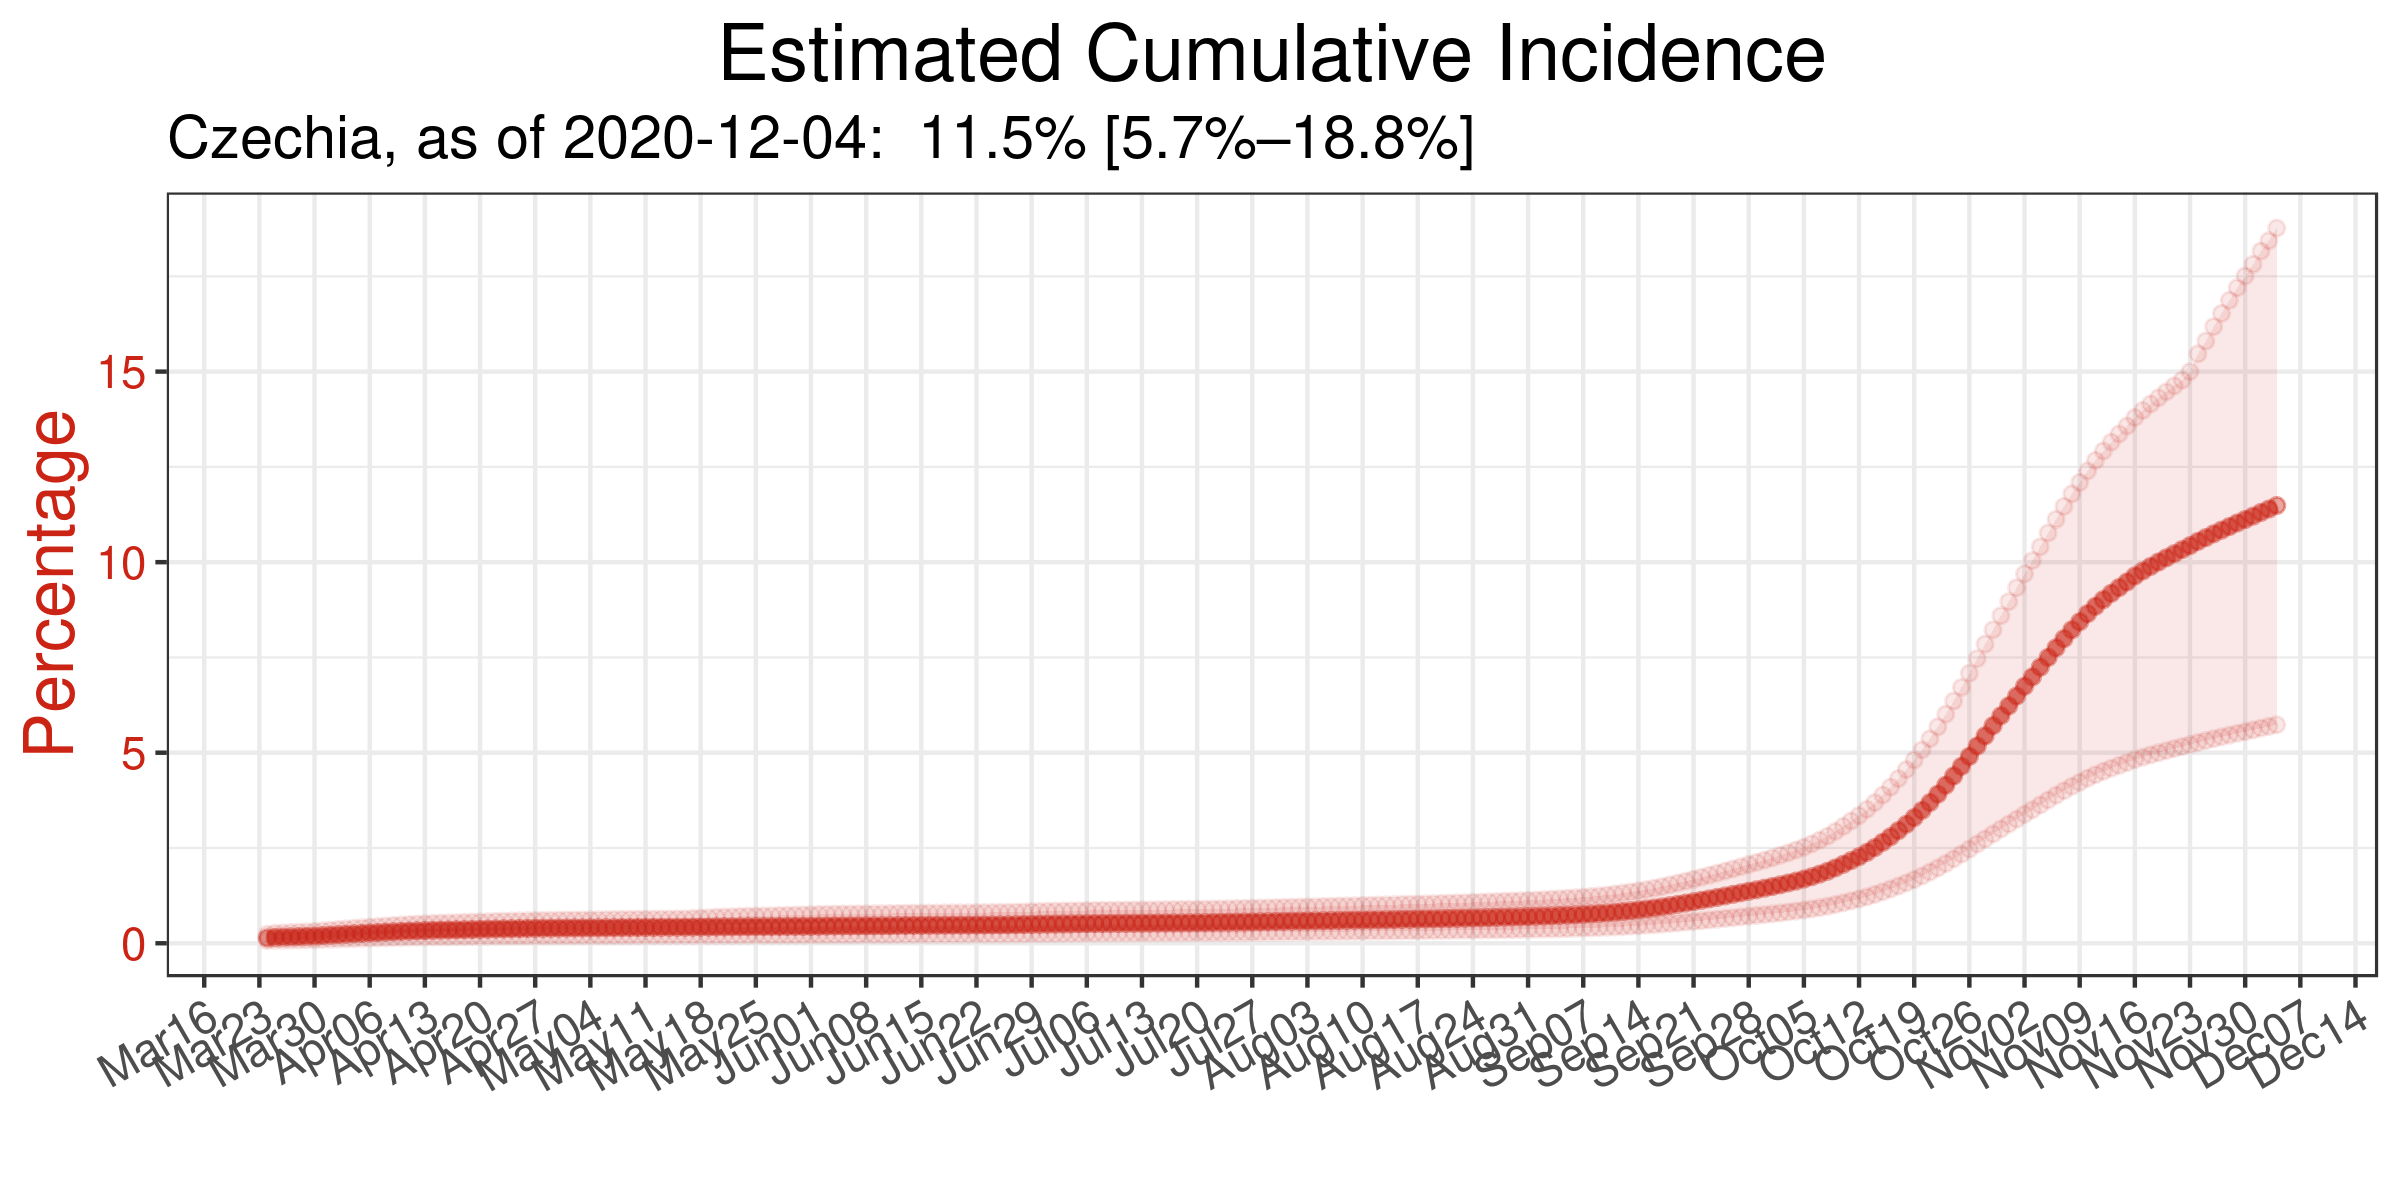 Estimated Cumulative Incidence
Czechia, as of 2020-12-04:  11.5% [5.7%–18.8%]
Percentage
15
10
5
0
Mar16
Mar23
Mar30
Apr06
Apr13
Apr20
Apr27
May04
May11
May18
May25
Jun01
Jun08
Jun15
Jun22
Jun29
Jul06
Jul13
Jul20
Jul27
Aug03
Aug10
Aug17
Aug24
Aug31
Sep07
Sep14
Sep21
Sep28
Oct05
Oct12
Oct19
Oct26
Nov02
Nov09
Nov16
Nov23
Nov30
Dec07
Dec14